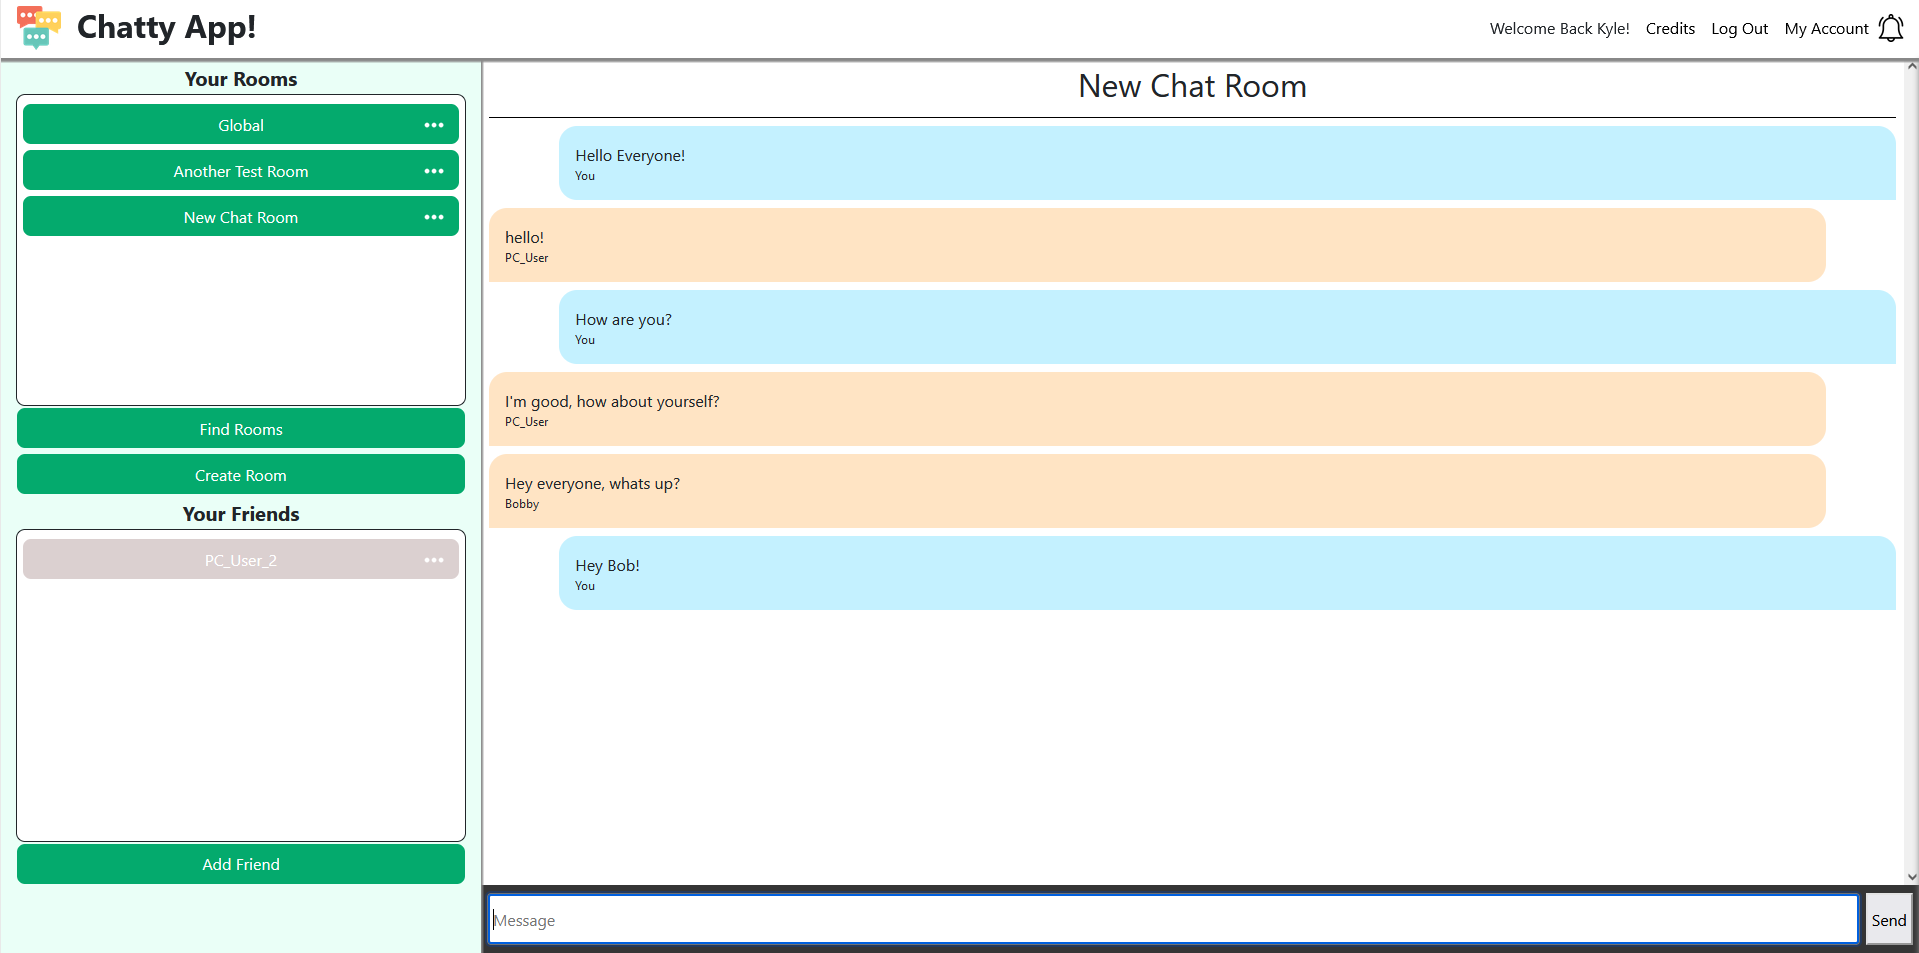 Chatty App!
Welcome Back Kyle! Credits Log Out My Account
Your Rooms
Global
Another Test Room
New Chat Room
Find Rooms
Create Room
Your Friends
PC_User_2
Add Friend
New Chat Room
Hello Everyone!
You
hello!
PC_User
How are you?
You
I'm good, how about yourself?
PC_User
Hey everyone, whats up?
Bobby
Hey Bob!
You
Message
Send